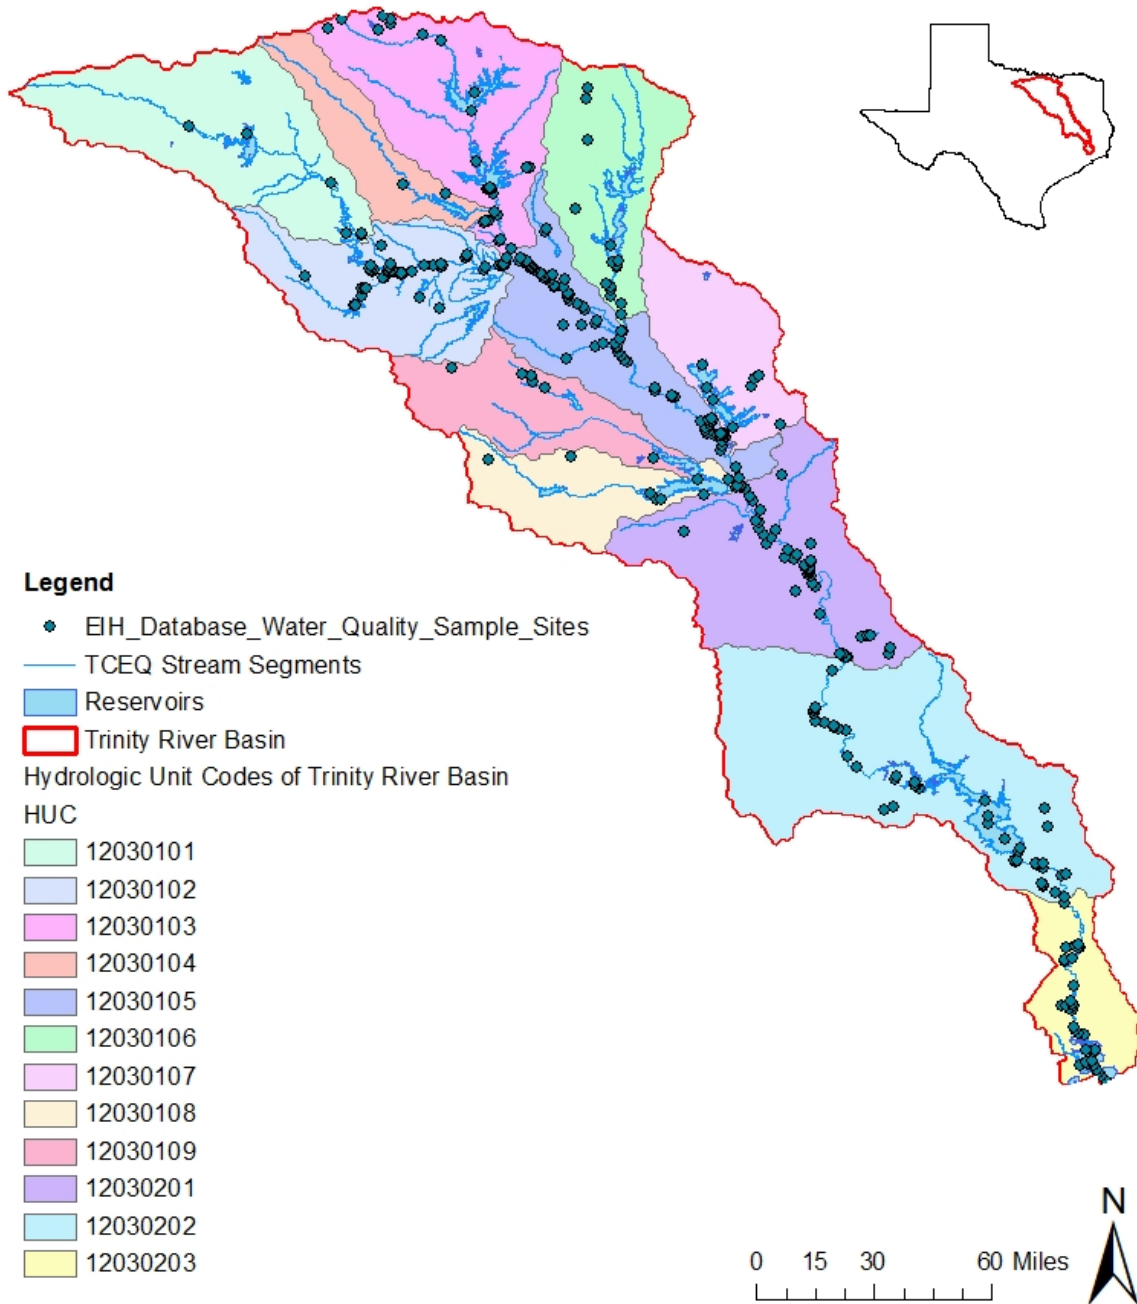 Legend
EIH_Database_Water_Quality_Sample_Sites
TCEQ Stream Segments
Reservoirs
Trinity River Basin
Hydrologic Unit Codes of Trinity River Basin
HUC
12030101
12030102
12030103
12030104
12030105
12030106
12030107
12030108
12030109
12030201
12030202
12030203
N
0 15 30 60 Miles